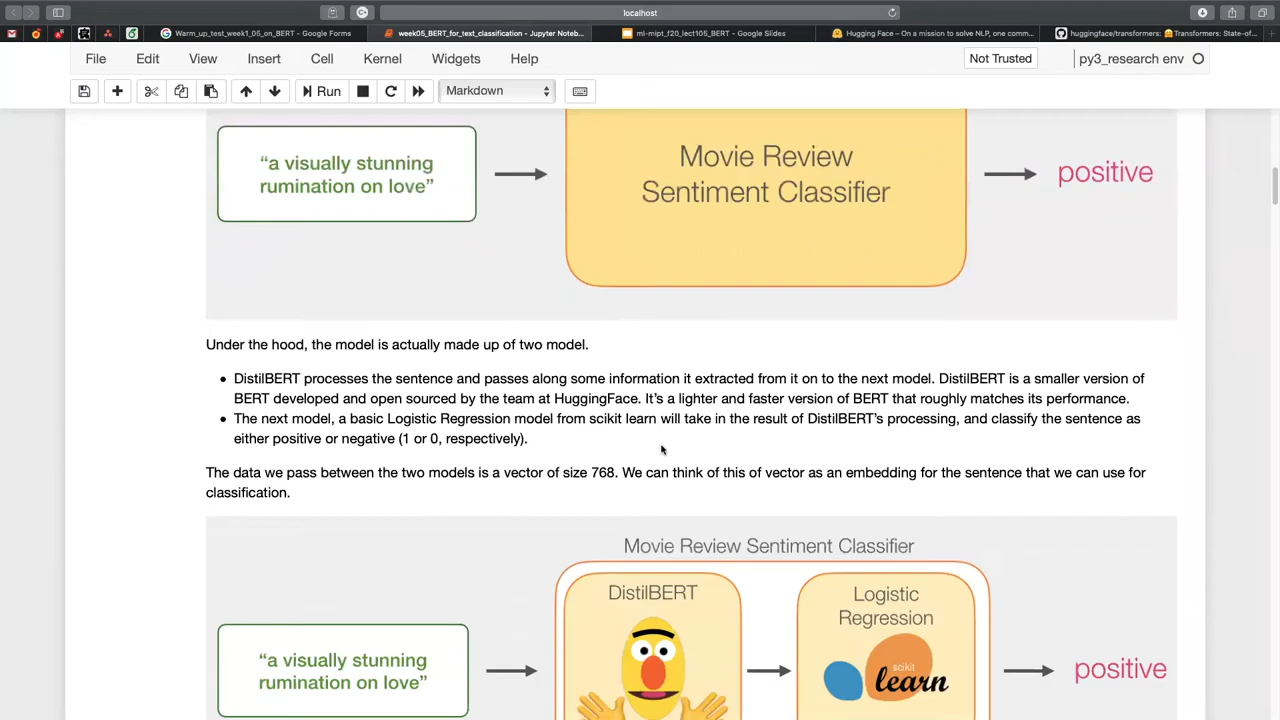 localhost
Warm_up_test_week1_05_on_BERT - Google Forms
week05_BERT_for_text_classification - Jupyter Noteb...
ml-mipt_f20_lect105_BERT - Google Slides
Hugging Face – On a mission to solve NLP, one comm...
huggingface/transformers: 🤗Transformers: State-of...
File Edit View Insert Cell Kernel Widgets Help
Not Trusted
py3_research env
Run
Markdown
“a visually stunning
rumination on love”
Movie Review
Sentiment Classifier
positive
Under the hood, the model is actually made up of two model.
• DistilBERT processes the sentence and passes along some information it extracted from it on to the next model. DistilBERT is a smaller version of
BERT developed and open sourced by the team at HuggingFace. It’s a lighter and faster version of BERT that roughly matches its performance.
• The next model, a basic Logistic Regression model from scikit learn will take in the result of DistilBERT’s processing, and classify the sentence as
either positive or negative (1 or 0, respectively).
The data we pass between the two models is a vector of size 768. We can think of this of vector as an embedding for the sentence that we can use for
classification.
Movie Review Sentiment Classifier
DistilBERT
Logistic
Regression
“a visually stunning
rumination on love”
scikit
learn
positive